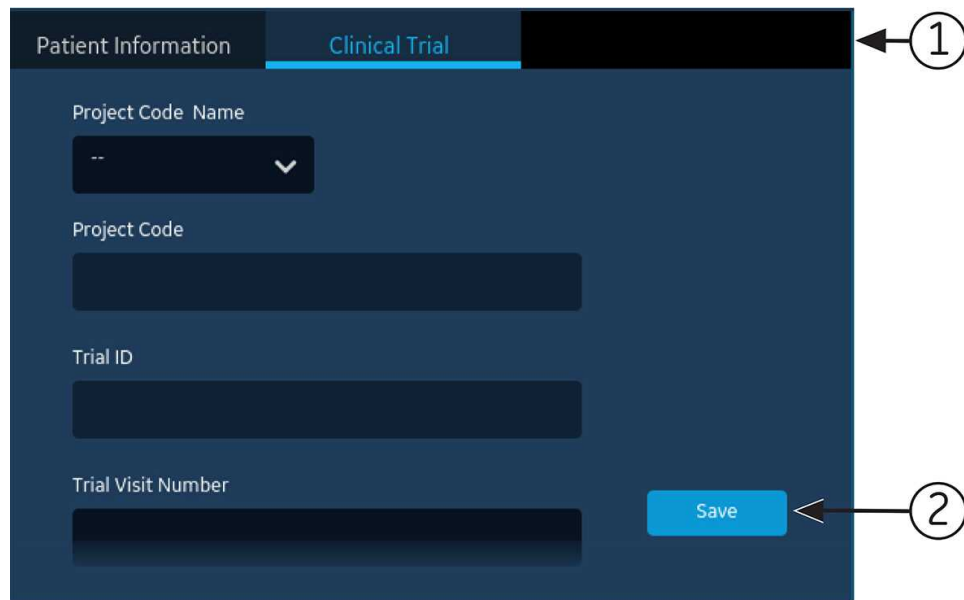 Patient Information Clinical Trial
1
Project Code Name
--
Project Code
Trial ID
Trial Visit Number
Save
2